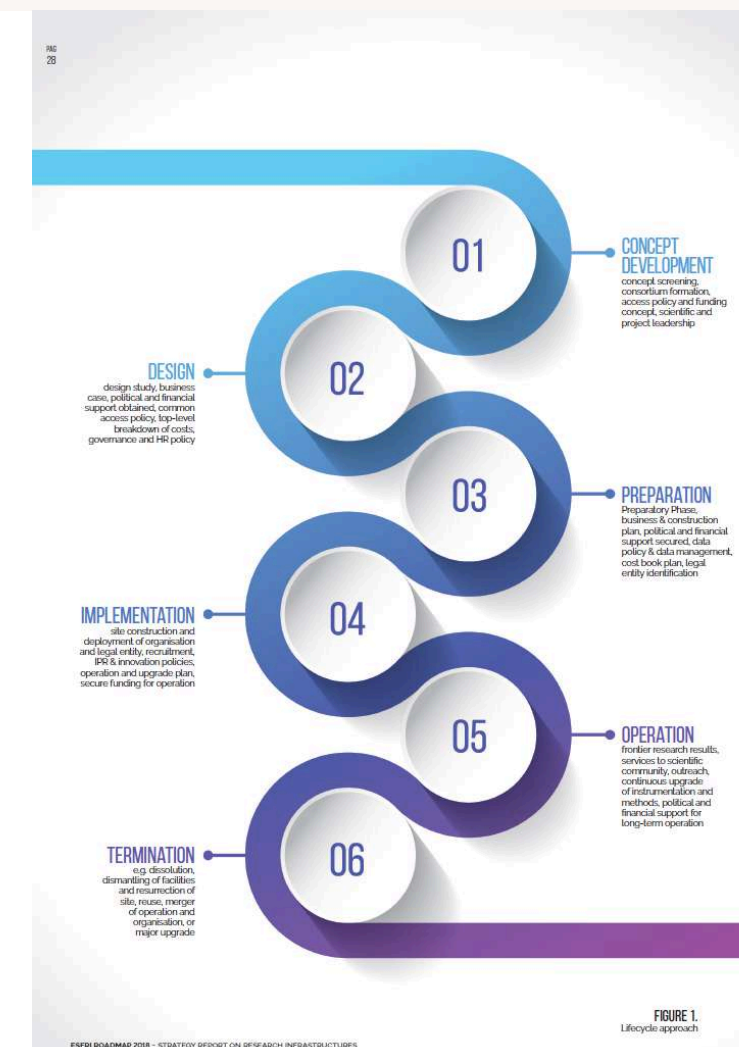 PAG
28
01
CONCEPT
DEVELOPMENT
concept screening,
consortium formation,
access policy and funding
concept, scientific and
project leadership
02
DESIGN
design study, business
case, political and financial
support obtained, common
access policy, top-level
breakdown of costs,
governance and HR policy
03
PREPARATION
Preparatory Phase,
business & construction
plan, political and financial
support secured, data
policy & data management,
cost book plan, legal
entity identification
04
IMPLEMENTATION
site construction and
deployment of organisation
and legal entity, recruitment,
IPR & innovation policies,
operation and upgrade plan,
secure funding for operation
05
OPERATION
frontier research results,
services to scientific
community, outreach,
continuous upgrade
of instrumentation and
methods, political and
financial support for
long-term operation
06
TERMINATION
e.g. dissolution,
dismantling of facilities
and resurrection of
site, reuse, merger
of operation and
organisation, or
major upgrade
FIGURE 1.
Lifecycle approach
ESFRI ROADMAP 2018 – STRATEGY REPORT ON RESEARCH INFRASTRUCTURES